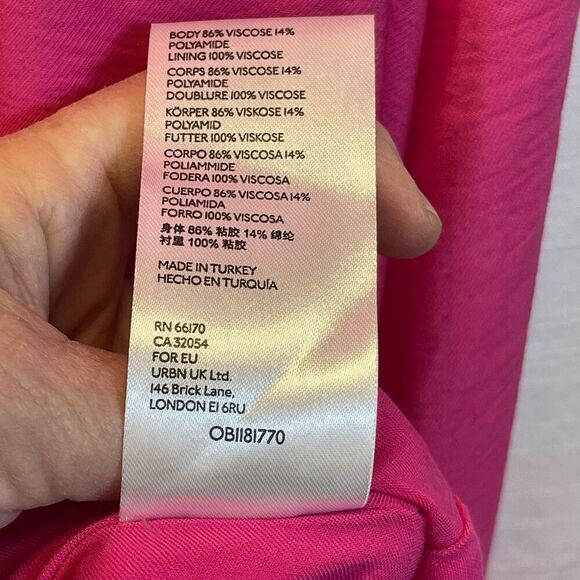 BODY 86% VISCOSE 14%
POLYAMIDE
LINING 100% VISCOSE
CORPS 86% VISCOSE 14%
POLYAMIDE
DOUBLURE 100% VISCOSE
KÖRPER 86% VISKOSE 14%
POLYAMID
FUTTER 100% VISKOSE
CORPO 86% VISCOSA 14%
POLIAMMIDE
FODERA 100% VISCOSA
CUERPO 86% VISCOSA 14%
POLIAMIDA
FORRO 100% VISCOSA
身体 86% 粘胶 14% 绵纶
衬里 100% 粘胶
MADE IN TURKEY
HECHO EN TURQUÍA
RN 66170
CA 32054
FOR EU
URBN UK Ltd.
146 Brick Lane,
LONDON E1 6RU
OB1181770